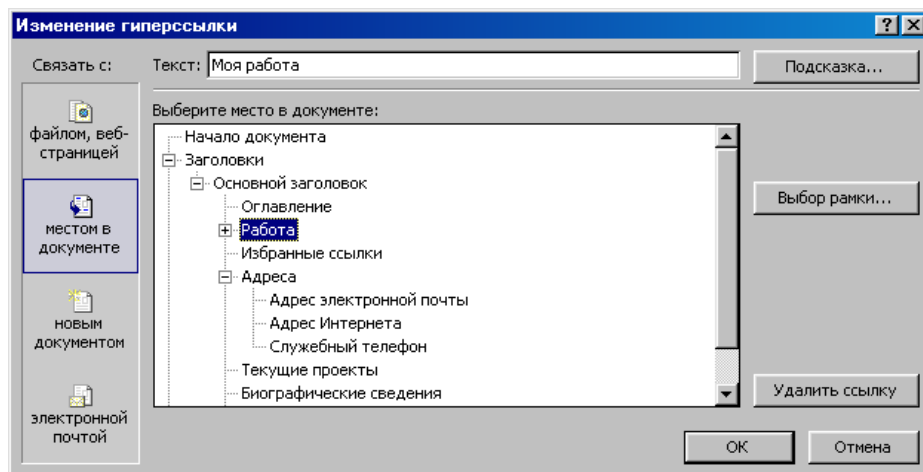 Изменение гиперссылки
Связать с:
Текст: Моя работа
Подсказка...
файлом, веб-
страницей
местом в
документе
новым
документом
электронной
почтой
Выберите место в документе:
Начало документа
Заголовки
Основной заголовок
Оглавление
Работа
Избранные ссылки
Адреса
Адрес электронной почты
Адрес Интернета
Служебный телефон
Текущие проекты
Биографические сведения
Выбор рамки...
Удалить ссылку
ОК
Отмена